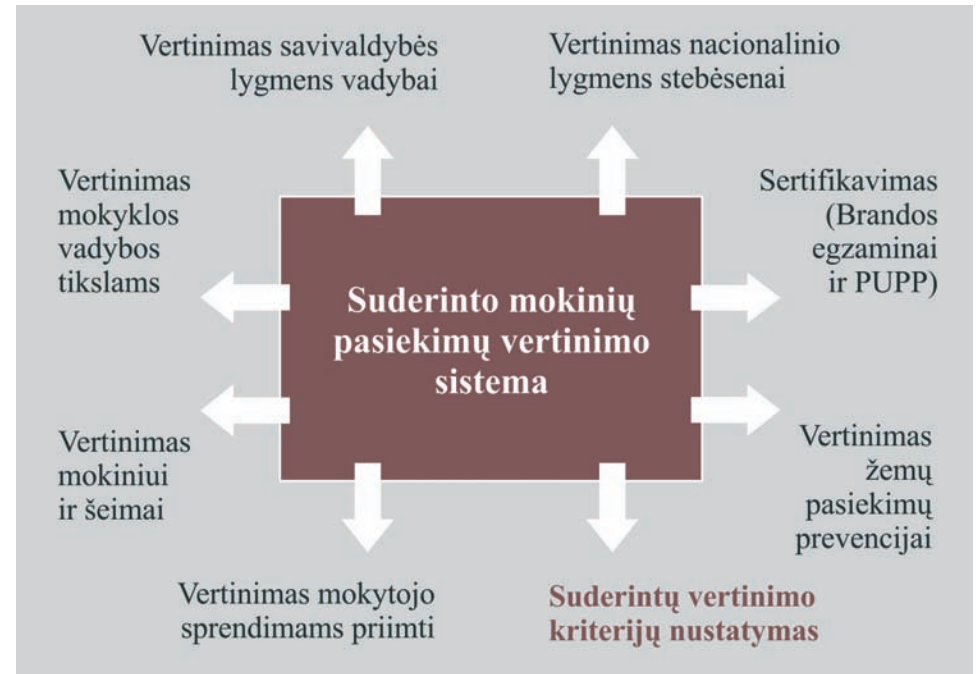 Vertinimas savivaldybės
lygmens vadybai
Vertinimas nacionalinio
lygmens stebėsenai
Vertinimas
mokyklos
vadybos
tikslams
Sertifikavimas
(Brandos
egzaminai
ir PUPP)
Suderinto mokinių
pasiekimų vertinimo
sistema
Vertinimas
mokiniui
ir šeimai
Vertinimas
žemų
pasiekimų
prevencijai
Vertinimas mokytojo
sprendimams priimti
Suderintų vertinimo
kriterijų nustatymas